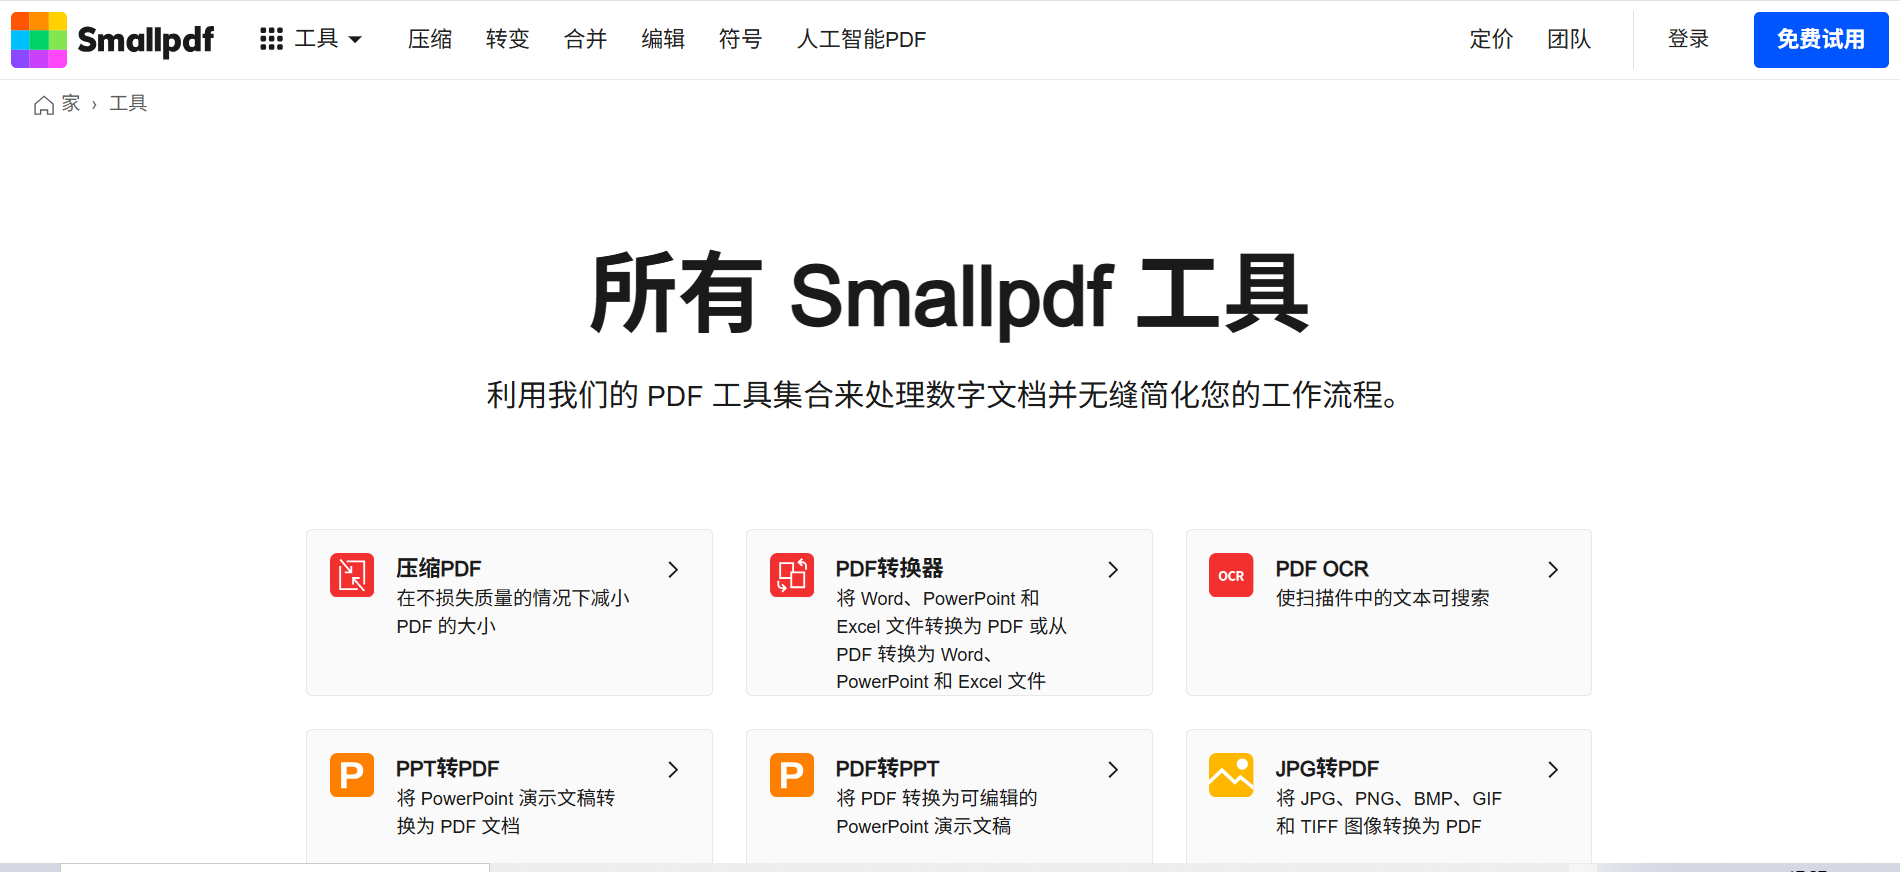 Smallpdf 工具 压缩 转变 合并 编辑 符号 人工智能PDF 定价 团队 登录 免费试用
家 › 工具
所有 Smallpdf 工具
利用我们的 PDF 工具集合来处理数字文档并无缝简化您的工作流程。
压缩PDF
在不损失质量的情况下减小
PDF 的大小
PDF转换器
将 Word、PowerPoint 和
Excel 文件转换为 PDF 或从
PDF 转换为 Word、
PowerPoint 和 Excel 文件
OCR
PDF OCR
使扫描件中的文本可搜索
P
PPT转PDF
将 PowerPoint 演示文稿转
换为 PDF 文档
P
PDF转PPT
将 PDF 转换为可编辑的
PowerPoint 演示文稿
JPG转PDF
将 JPG、PNG、BMP、GIF
和 TIFF 图像转换为 PDF